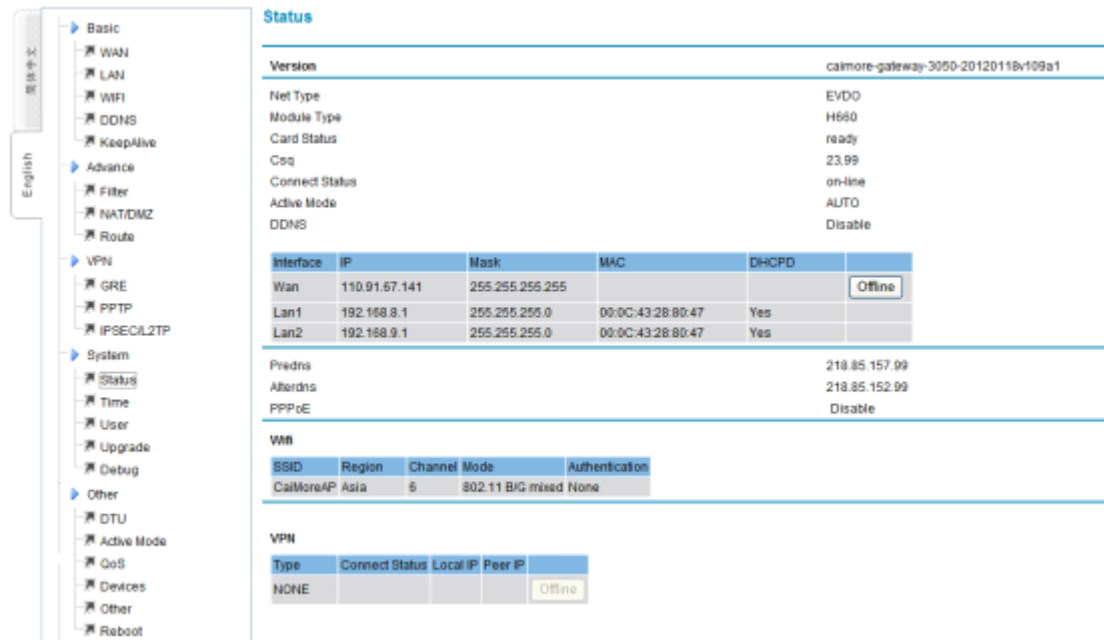 简体中文
English
Basic
WAN
LAN
WIFI
DDNS
KeepAlive
Advance
Filter
NAT/DMZ
Route
VPN
GRE
PPTP
IPSEC/L2TP
System
Status
Time
User
Upgrade
Debug
Other
DTU
Active Mode
QoS
Devices
Other
Reboot
Status
Version caimore-gateway-3050-20120118v109a1
Net Type EVDO
Module Type H660
Card Status ready
Csq 23,99
Connect Status on-line
Active Mode AUTO
DDNS Disable
Interface IP Mask MAC DHCPD
Wan 110.91.67.141 255.255.255.255 Offline
Lan1 192.168.8.1 255.255.255.0 00:0C:43:28:80:47 Yes
Lan2 192.168.9.1 255.255.255.0 00:0C:43:28:80:47 Yes
Predns 218.85.157.99
Alterdns 218.85.152.99
PPPoE Disable
Wifi
SSID Region Channel Mode Authentication
CaiMoreAP Asia 6 802.11 B/G mixed None
VPN
Type Connect Status Local IP Peer IP
NONE Offline